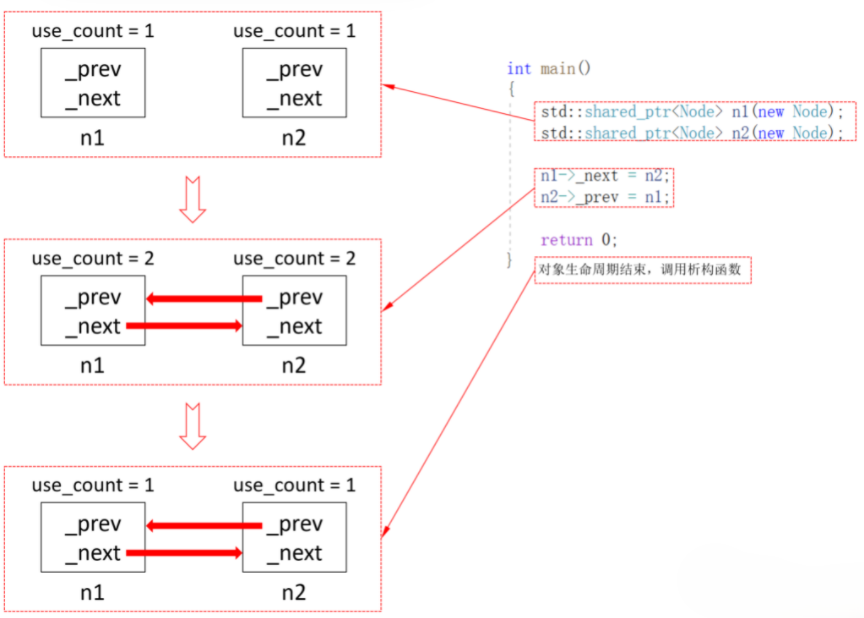 use_count = 1
use_count = 1
_prev
_next
_prev
_next
n1
n2
int main()
{
std::shared_ptr<Node> n1(new Node);
std::shared_ptr<Node> n2(new Node);
n1->_next = n2;
n2->_prev = n1;
return 0;
}
对象生命周期结束，调用析构函数
use_count = 2
use_count = 2
_prev
_next
_prev
_next
n1
n2
use_count = 1
use_count = 1
_prev
_next
_prev
_next
n1
n2